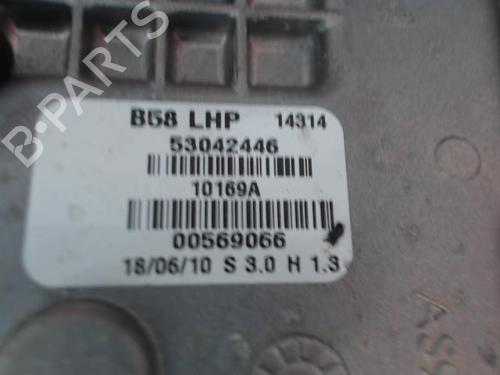 B58 LHP 14314
53042446
10169A
00569066
18/06/10 S 3.0 H 1.3
B-PARTS